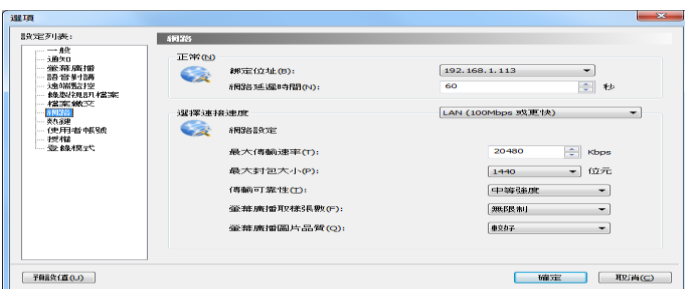 選項
設定列表:
一般
通知
螢幕廣播
語音對講
遠端監控
錄製視訊檔案
檔案繳交
網路
熱鍵
使用者帳號
授權
登錄模式
網路
正常(N)
綁定位址(B): 192.168.1.113
網路延遲時間(N): 60 秒
選擇連接速度 LAN (100Mbps 或更快)
網路設定
最大傳輸速率(T): 20480 Kbps
最大封包大小(P): 1440 位元
傳輸可靠性(I): 中等強度
螢幕廣播取樣張數(F): 無限制
螢幕廣播圖片品質(Q): 較好
預設值(U) 確定 取消(C)